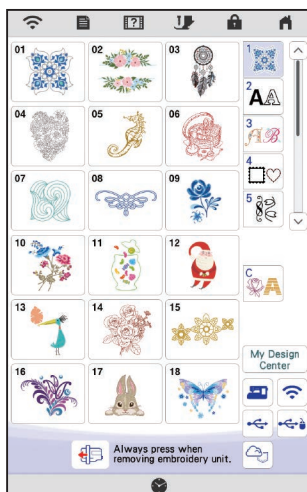 01
02
03
1
2
AA
04
05
06
3
AB
4
07
08
09
5
10
11
12
C
A
13
14
15
My Design
Center
16
17
18
Always press when
removing embroidery unit.